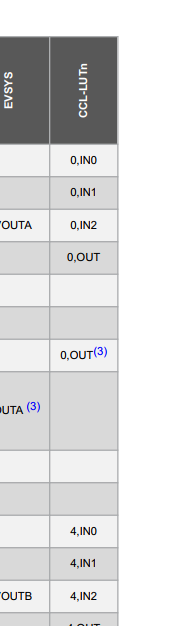 EVSYS CCL-LUTn
0,IN0
0,IN1
OUTA 0,IN2
0,OUT
0,OUT(3)
OUTA (3)
4,IN0
4,IN1
OUTB 4,IN2